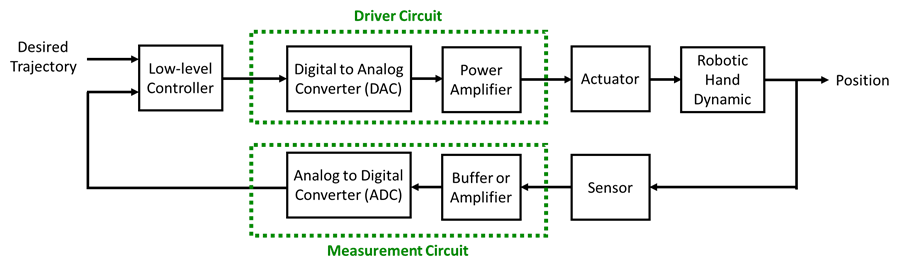 Driver Circuit
Desired
Trajectory
Low-level
Controller
Digital to Analog
Converter (DAC)
Power
Amplifier
Actuator
Robotic
Hand
Dynamic
Position
Analog to Digital
Converter (ADC)
Buffer or
Amplifier
Sensor
Measurement Circuit